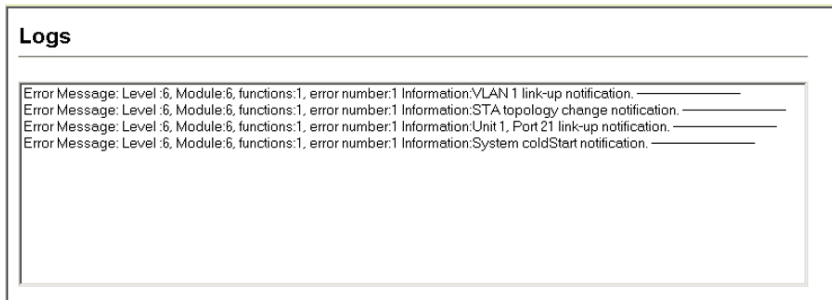 Logs
Error Message: Level :6, Module:6, functions:1, error number:1 Information:VLAN 1 link-up notification.
Error Message: Level :6, Module:6, functions:1, error number:1 Information:STA topology change notification.
Error Message: Level :6, Module:6, functions:1, error number:1 Information:Unit 1, Port 21 link-up notification.
Error Message: Level :6, Module:6, functions:1, error number:1 Information:System coldStart notification.